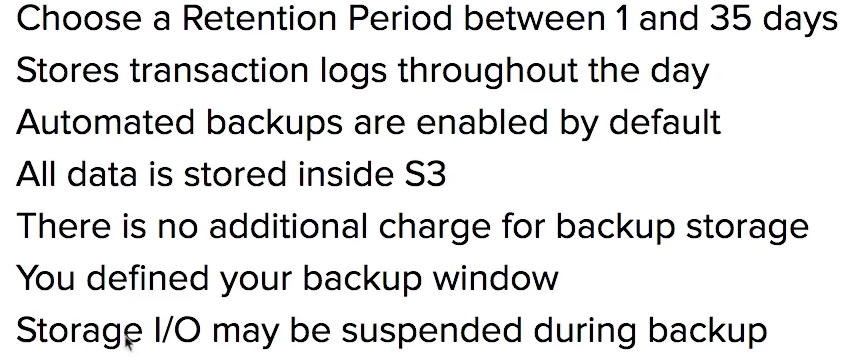 Choose a Retention Period between 1 and 35 days
Stores transaction logs throughout the day
Automated backups are enabled by default
All data is stored inside S3
There is no additional charge for backup storage
You defined your backup window
Storage I/O may be suspended during backup